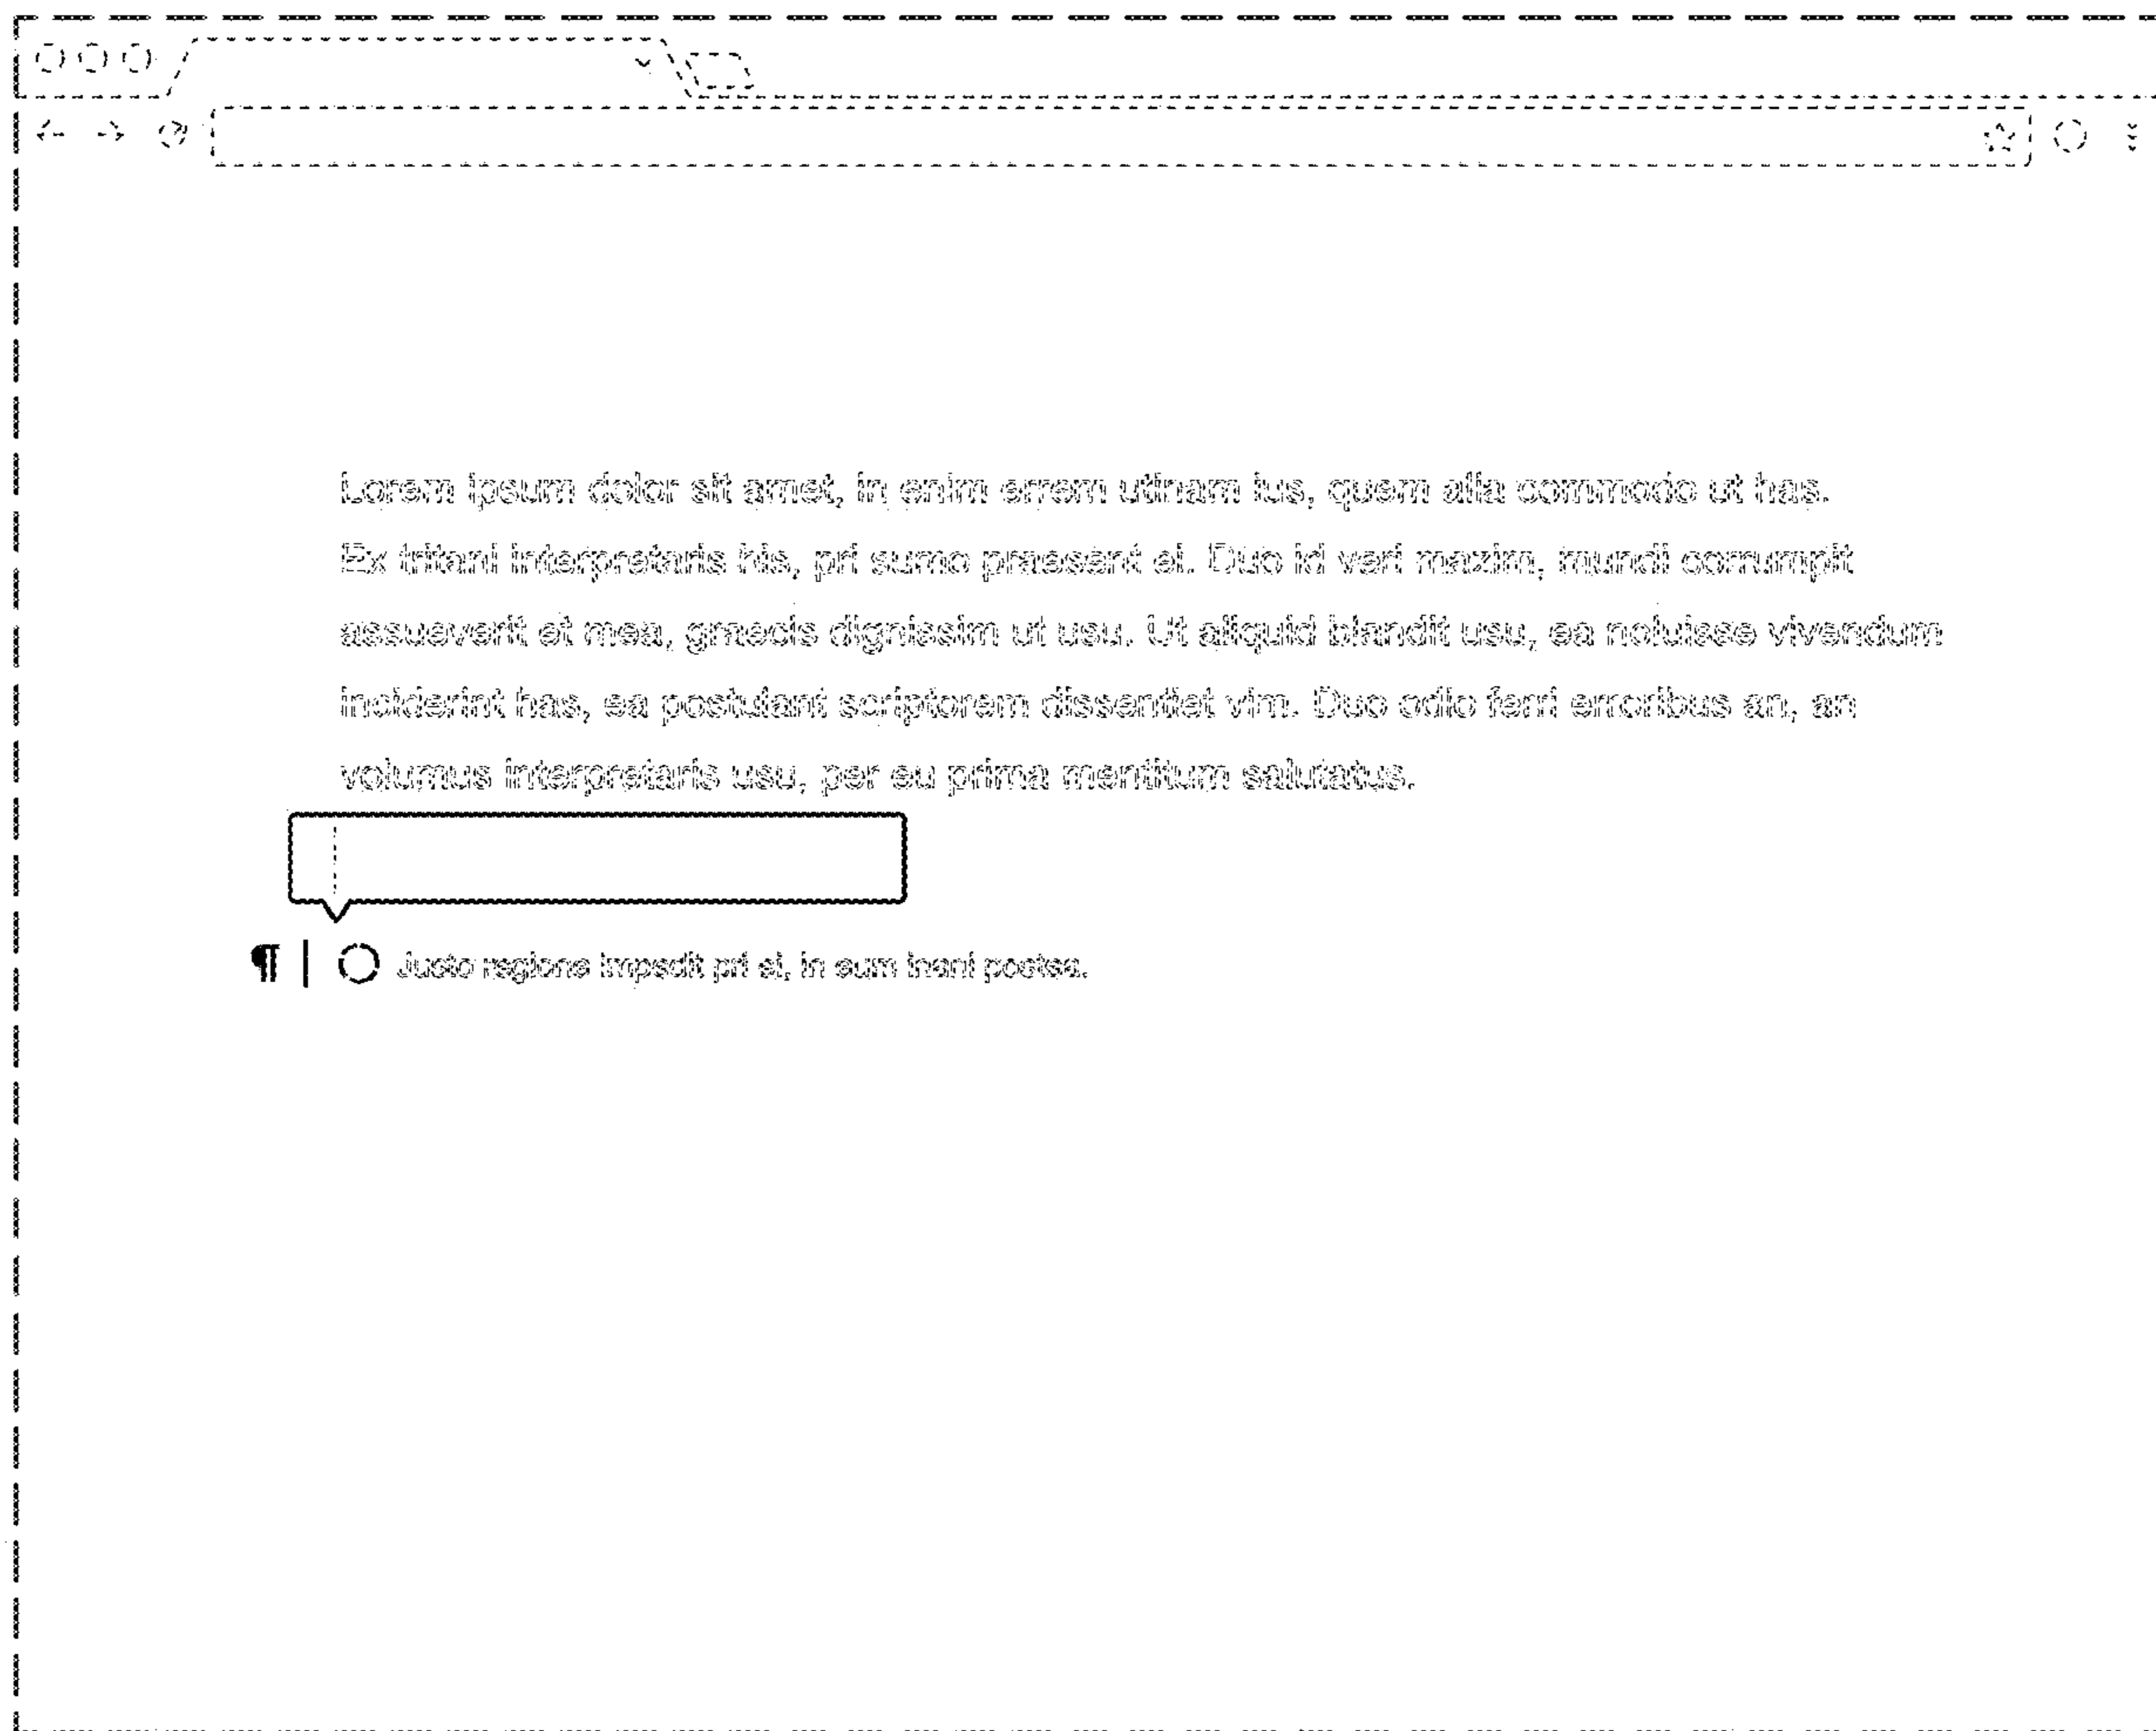 Lorem ipsum dolor sit amet, in enim errem utinam ius, quem alia commodo ut has.
Ex tritani interpretaris his, pri sumo praesent ei. Duo id veri mazim, mundi corrumpit
assueverit et mea, graecis dignissim ut usu. Ut aliquid blandit usu, ea noluisse vivendum
inciderint has, ea postulant scriptorem dissentiet vim. Duo odio ferri erroribus an, an
volumus interpretaris usu, per eu prima mentitum salutatus.
¶ | Justo regione impedit pri ei, in eum inani postea.